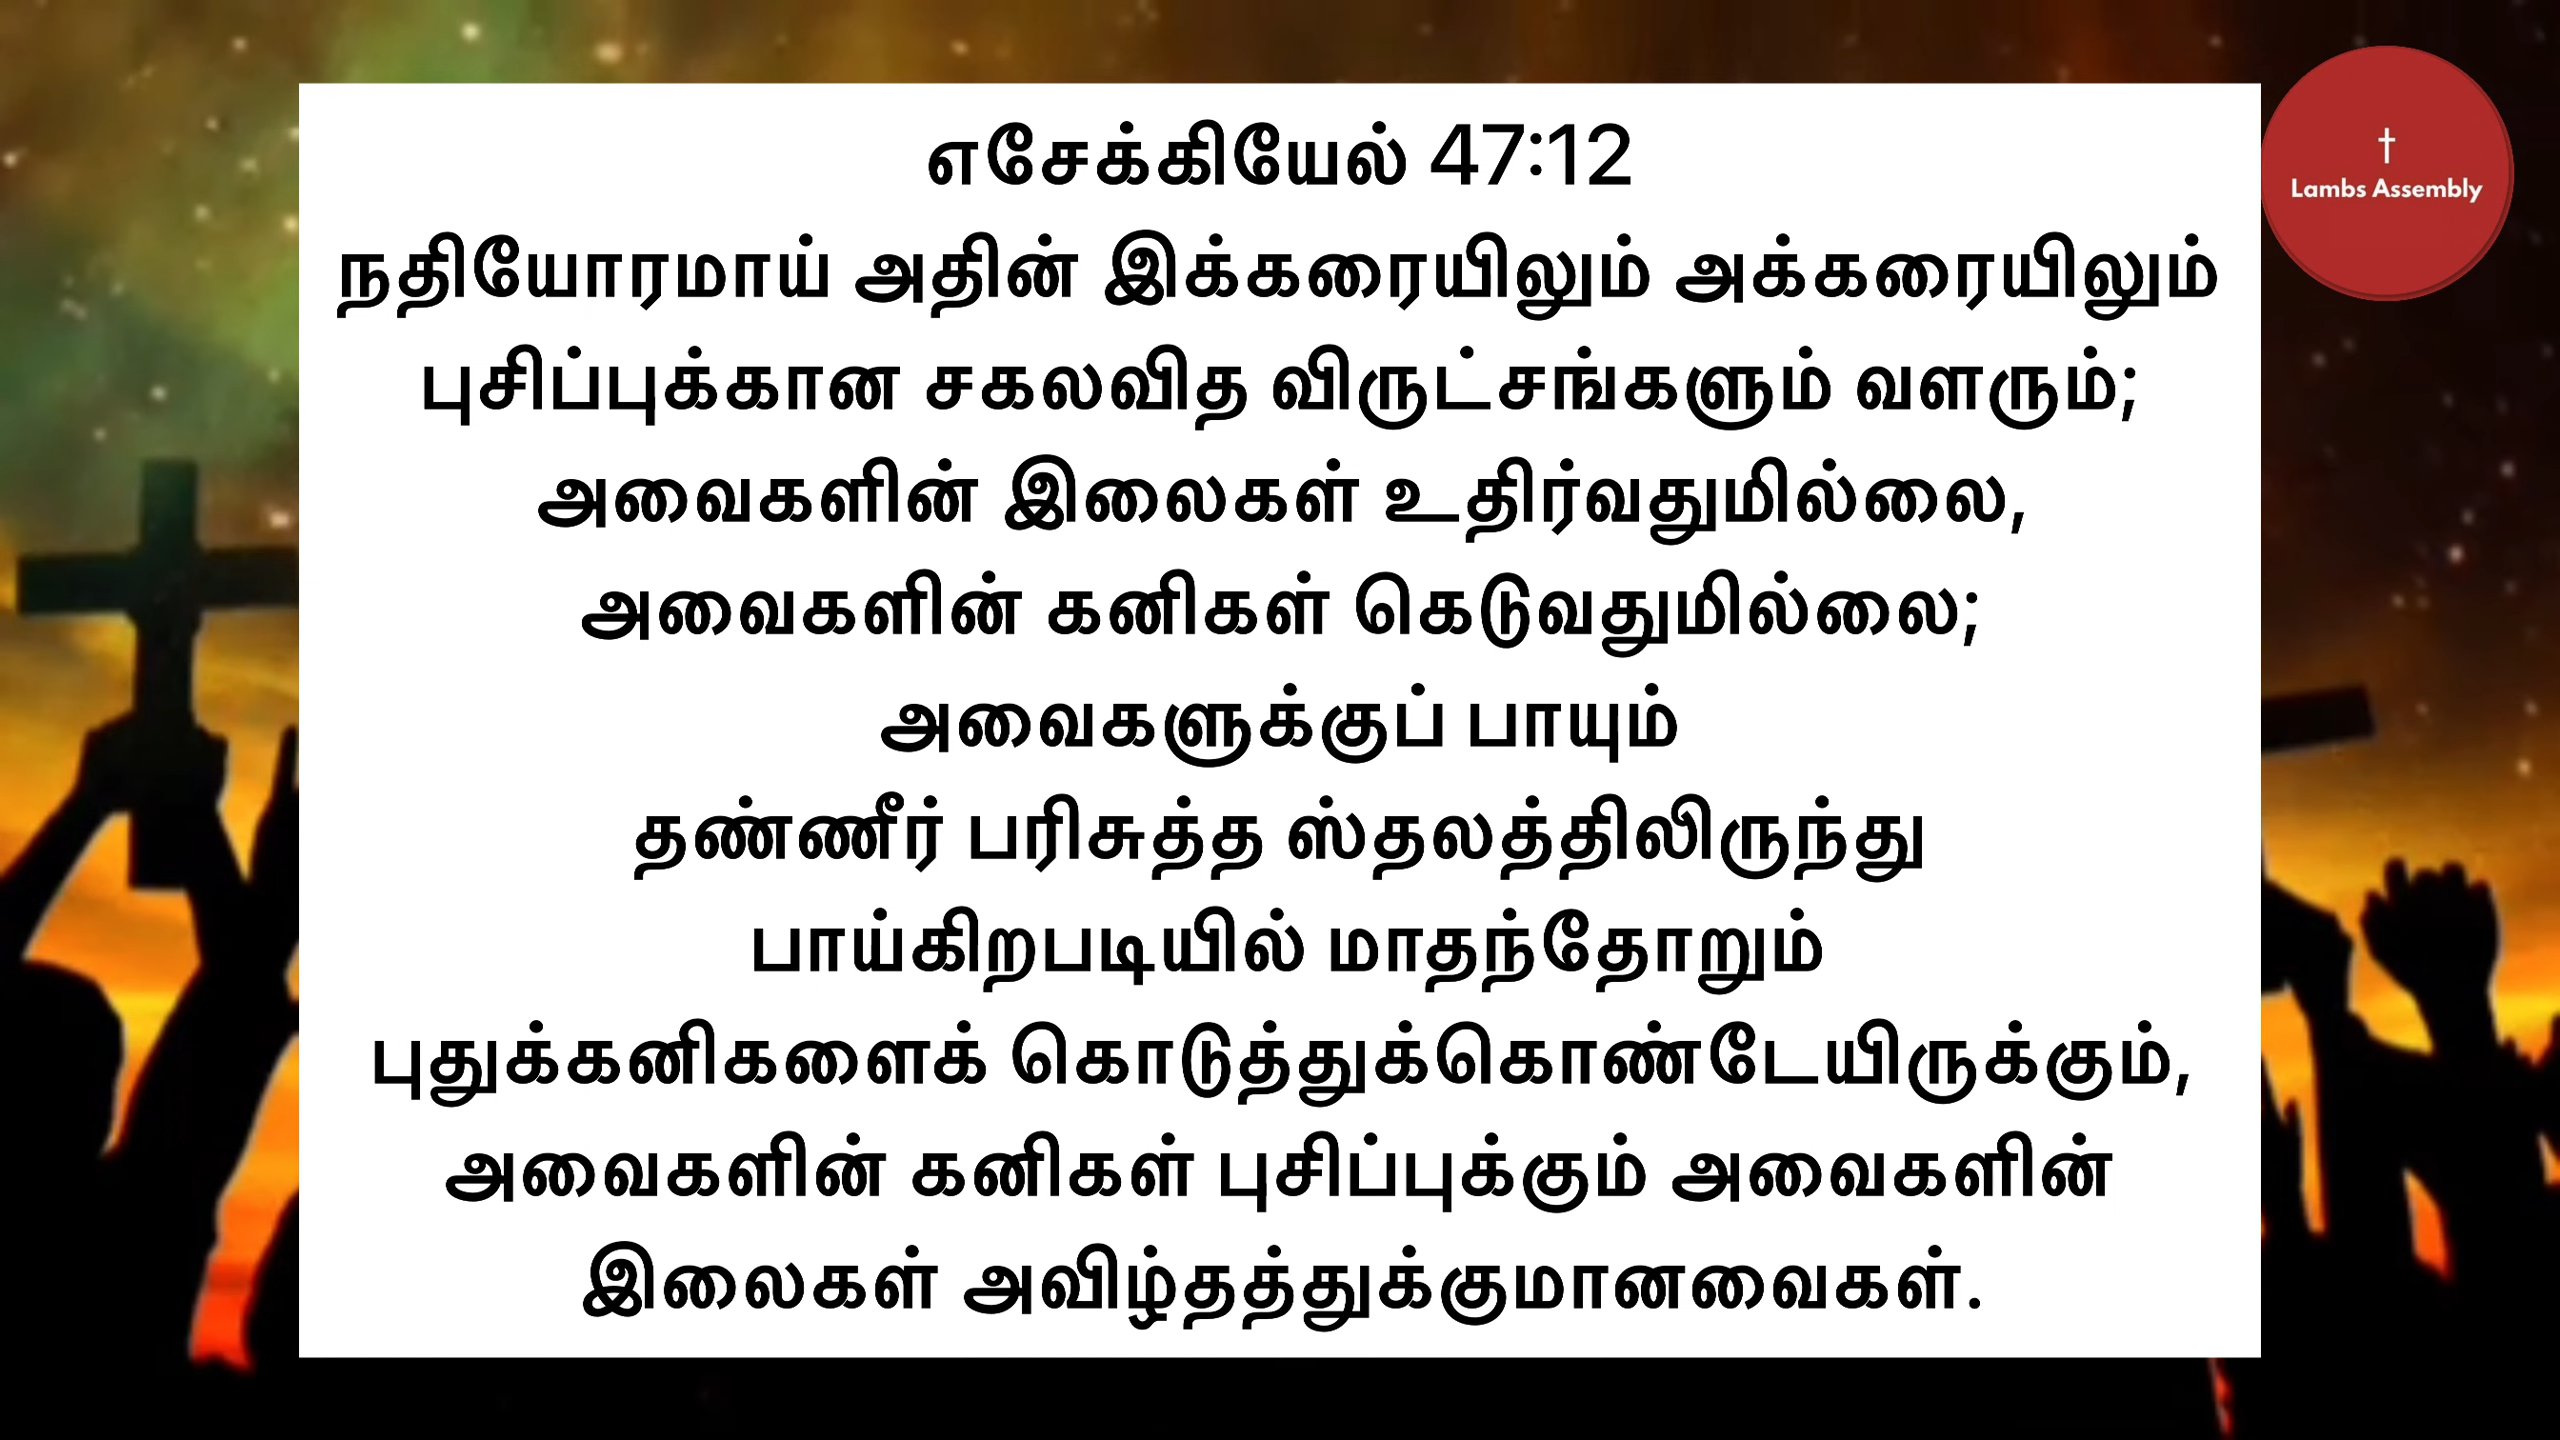 எசேக்கியேல் 47:12
நதியோரமாய் அதின் இக்கரையிலும் அக்கரையிலும்
புசிப்புக்கான சகலவித விருட்சங்களும் வளரும்;
அவைகளின் இலைகள் உதிர்வதுமில்லை,
அவைகளின் கனிகள் கெடுவதுமில்லை;
அவைகளுக்குப் பாயும்
தண்ணீர் பரிசுத்த ஸ்தலத்திலிருந்து
பாய்கிறபடியில் மாதந்தோறும்
புதுக்கனிகளைக் கொடுத்துக்கொண்டேயிருக்கும்,
அவைகளின் கனிகள் புசிப்புக்கும் அவைகளின்
இலைகள் அவிழ்தத்துக்குமானவைகள்.
Lambs Assembly